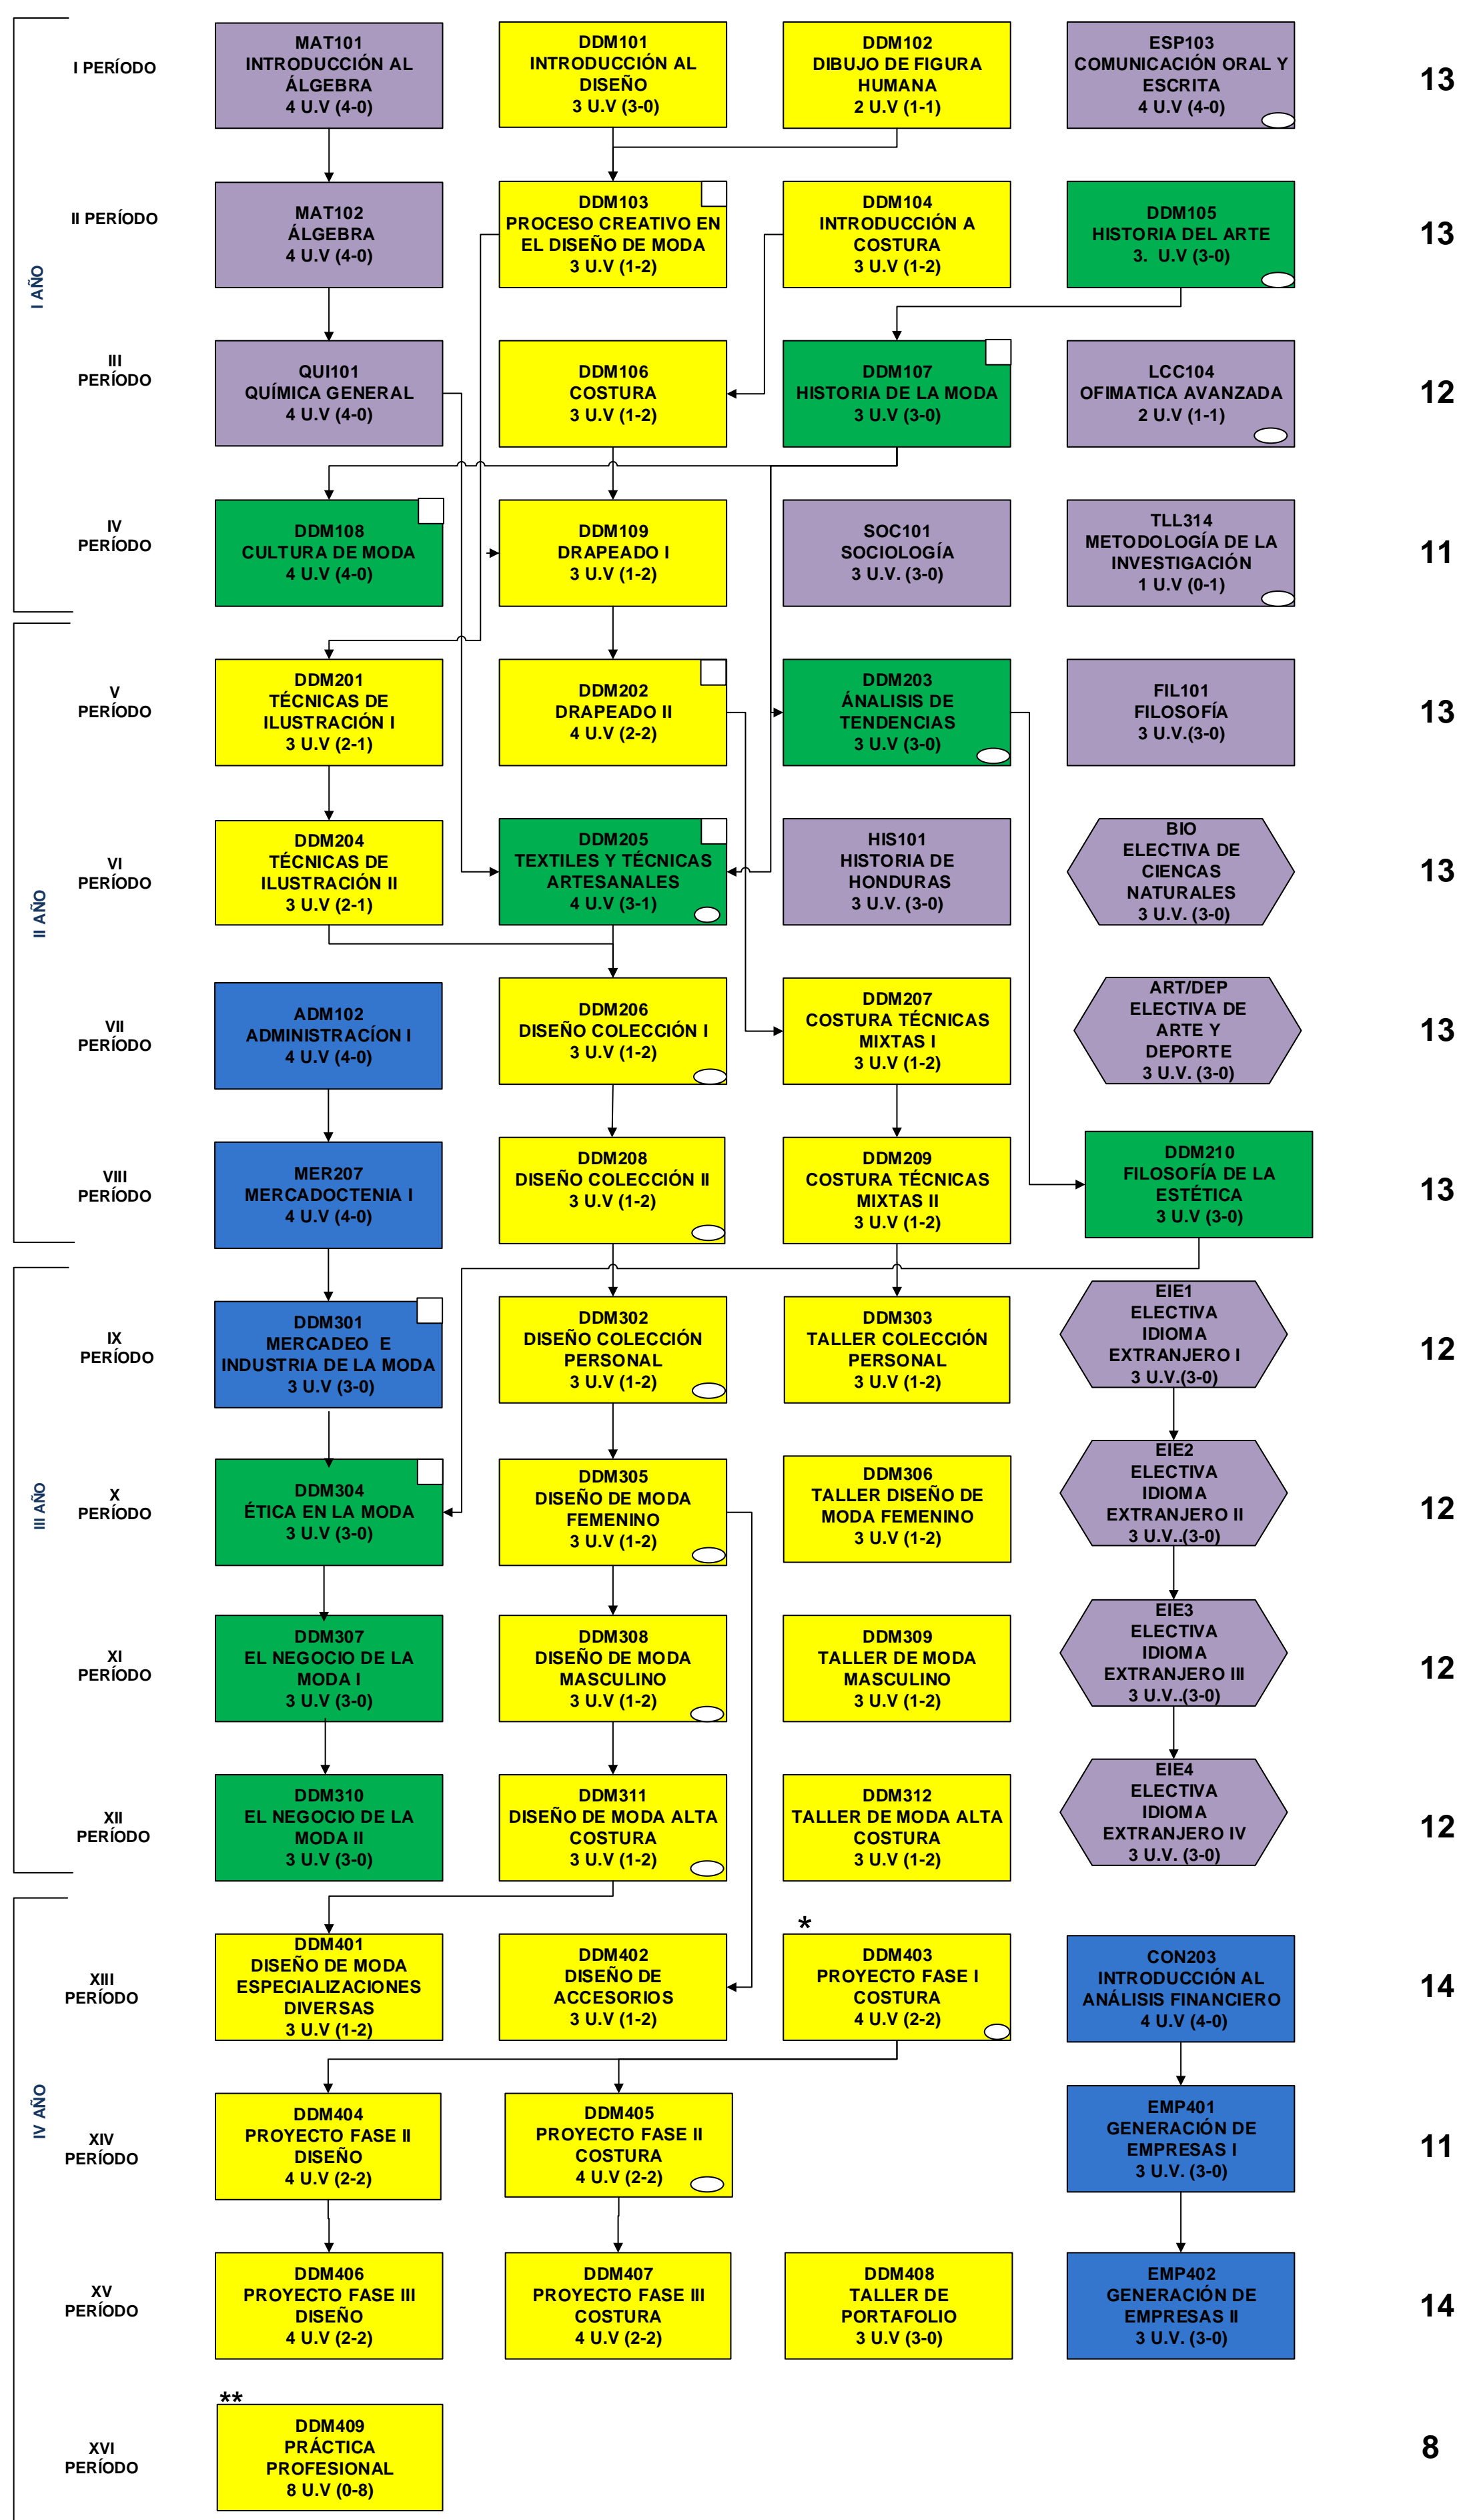 I PERÍODO
MAT101
INTRODUCCIÓN AL
ÁLGEBRA
4 U.V (4-0)
DDM101
INTRODUCCIÓN AL
DISEÑO
3 U.V (3-0)
DDM102
DIBUJO DE FIGURA
HUMANA
2 U.V (1-1)
ESP103
COMUNICACIÓN ORAL Y
ESCRITA
4 U.V (4-0)
13
I AÑO
II PERÍODO
MAT102
ÁLGEBRA
4 U.V (4-0)
DDM103
PROCESO CREATIVO EN
EL DISEÑO DE MODA
3 U.V (1-2)
DDM104
INTRODUCCIÓN A
COSTURA
3 U.V (1-2)
DDM105
HISTORIA DEL ARTE
3. U.V (3-0)
13
III
PERÍODO
QUI101
QUÍMICA GENERAL
4 U.V (4-0)
DDM106
COSTURA
3 U.V (1-2)
DDM107
HISTORIA DE LA MODA
3 U.V (3-0)
LCC104
OFIMATICA AVANZADA
2 U.V (1-1)
12
IV
PERÍODO
DDM108
CULTURA DE MODA
4 U.V (4-0)
DDM109
DRAPEADO I
3 U.V (1-2)
SOC101
SOCIOLOGÍA
3 U.V. (3-0)
TLL314
METODOLOGÍA DE LA
INVESTIGACIÓN
1 U.V (0-1)
11
V
PERÍODO
DDM201
TÉCNICAS DE
ILUSTRACIÓN I
3 U.V (2-1)
DDM202
DRAPEADO II
4 U.V (2-2)
DDM203
ÁNALISIS DE
TENDENCIAS
3 U.V (3-0)
FIL101
FILOSOFÍA
3 U.V.(3-0)
13
II AÑO
VI
PERÍODO
DDM204
TÉCNICAS DE
ILUSTRACIÓN II
3 U.V (2-1)
DDM205
TEXTILES Y TÉCNICAS
ARTESANALES
4 U.V (3-1)
HIS101
HISTORIA DE
HONDURAS
3 U.V. (3-0)
BIO
ELECTIVA DE
CIENCAS
NATURALES
3 U.V. (3-0)
13
VII
PERÍODO
ADM102
ADMINISTRACÍON I
4 U.V (4-0)
DDM206
DISEÑO COLECCIÓN I
3 U.V (1-2)
DDM207
COSTURA TÉCNICAS
MIXTAS I
3 U.V (1-2)
ART/DEP
ELECTIVA DE
ARTE Y
DEPORTE
3 U.V. (3-0)
13
VIII
PERÍODO
MER207
MERCADOCTENIA I
4 U.V (4-0)
DDM208
DISEÑO COLECCIÓN II
3 U.V (1-2)
DDM209
COSTURA TÉCNICAS
MIXTAS II
3 U.V (1-2)
DDM210
FILOSOFÍA DE LA
ESTÉTICA
3 U.V (3-0)
13
IX
PERÍODO
DDM301
MERCADEO E
INDUSTRIA DE LA MODA
3 U.V (3-0)
DDM302
DISEÑO COLECCIÓN
PERSONAL
3 U.V (1-2)
DDM303
TALLER COLECCIÓN
PERSONAL
3 U.V (1-2)
EIE1
ELECTIVA
IDIOMA
EXTRANJERO I
3 U.V.(3-0)
12
III AÑO
X
PERÍODO
DDM304
ÉTICA EN LA MODA
3 U.V (3-0)
DDM305
DISEÑO DE MODA
FEMENINO
3 U.V (1-2)
DDM306
TALLER DISEÑO DE
MODA FEMENINO
3 U.V (1-2)
EIE2
ELECTIVA
IDIOMA
EXTRANJERO II
3 U.V..(3-0)
12
XI
PERÍODO
DDM307
EL NEGOCIO DE LA
MODA I
3 U.V (3-0)
DDM308
DISEÑO DE MODA
MASCULINO
3 U.V (1-2)
DDM309
TALLER DE MODA
MASCULINO
3 U.V (1-2)
EIE3
ELECTIVA
IDIOMA
EXTRANJERO III
3 U.V..(3-0)
12
XII
PERÍODO
DDM310
EL NEGOCIO DE LA
MODA II
3 U.V (3-0)
DDM311
DISEÑO DE MODA ALTA
COSTURA
3 U.V (1-2)
DDM312
TALLER DE MODA ALTA
COSTURA
3 U.V (1-2)
EIE4
ELECTIVA
IDIOMA
EXTRANJERO IV
3 U.V. (3-0)
12
XIII
PERÍODO
DDM401
DISEÑO DE MODA
ESPECIALIZACIONES
DIVERSAS
3 U.V (1-2)
DDM402
DISEÑO DE
ACCESORIOS
3 U.V (1-2)
*
DDM403
PROYECTO FASE I
COSTURA
4 U.V (2-2)
CON203
INTRODUCCIÓN AL
ANÁLISIS FINANCIERO
4 U.V (4-0)
14
IV AÑO
XIV
PERÍODO
DDM404
PROYECTO FASE II
DISEÑO
4 U.V (2-2)
DDM405
PROYECTO FASE II
COSTURA
4 U.V (2-2)
EMP401
GENERACIÓN DE
EMPRESAS I
3 U.V. (3-0)
11
XV
PERÍODO
DDM406
PROYECTO FASE III
DISEÑO
4 U.V (2-2)
DDM407
PROYECTO FASE III
COSTURA
4 U.V (2-2)
DDM408
TALLER DE
PORTAFOLIO
3 U.V (3-0)
EMP402
GENERACIÓN DE
EMPRESAS II
3 U.V. (3-0)
14
XVI
PERÍODO
**
DDM409
PRÁCTICA
PROFESIONAL
8 U.V (0-8)
8